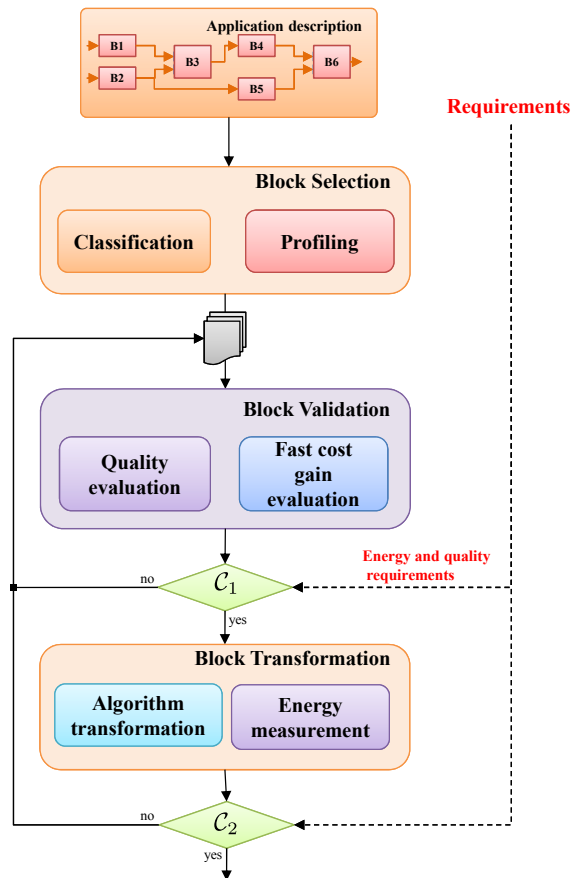 Application description
B1
B4
B3
B6
B2
B5
Requirements
Block Selection
Classification
Profiling
Block Validation
Quality
evaluation
Fast cost
gain
evaluation
Energy and quality
requirements
no
C1
yes
Block Transformation
Algorithm
transformation
Energy
measurement
no
C2
yes